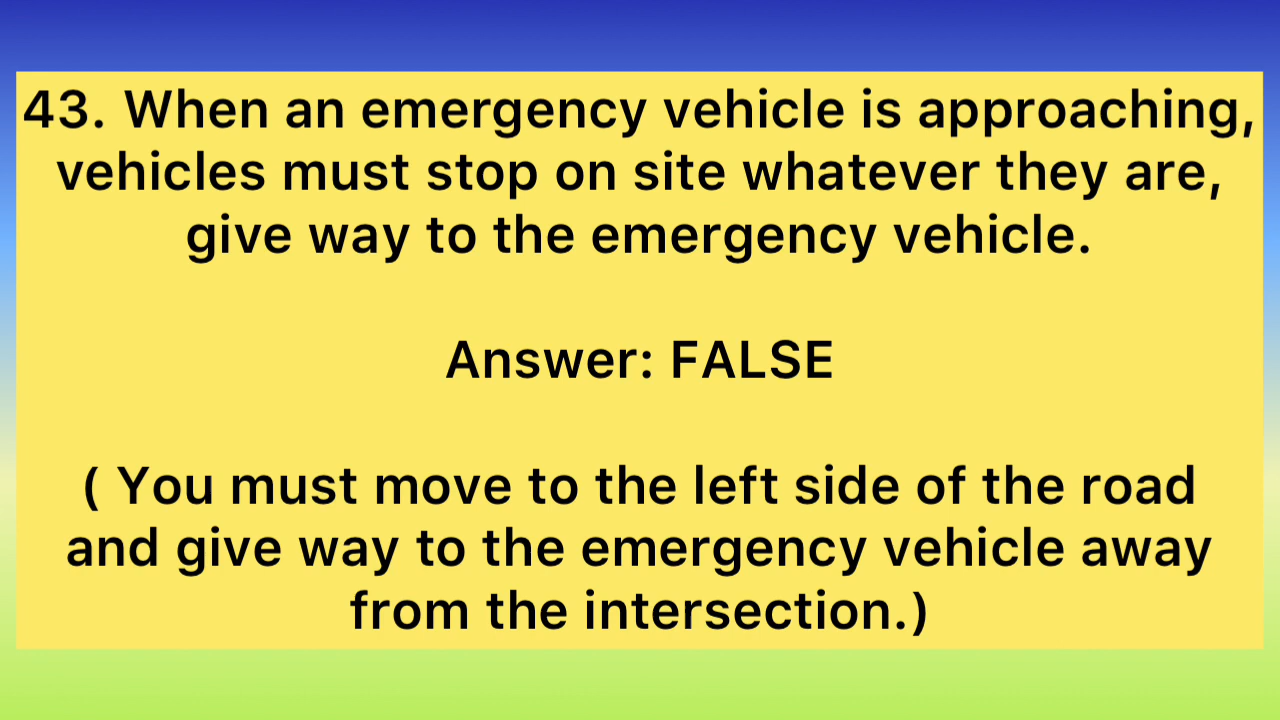 43. When an emergency vehicle is approaching,
vehicles must stop on site whatever they are,
give way to the emergency vehicle.
Answer: FALSE
( You must move to the left side of the road
and give way to the emergency vehicle away
from the intersection.)